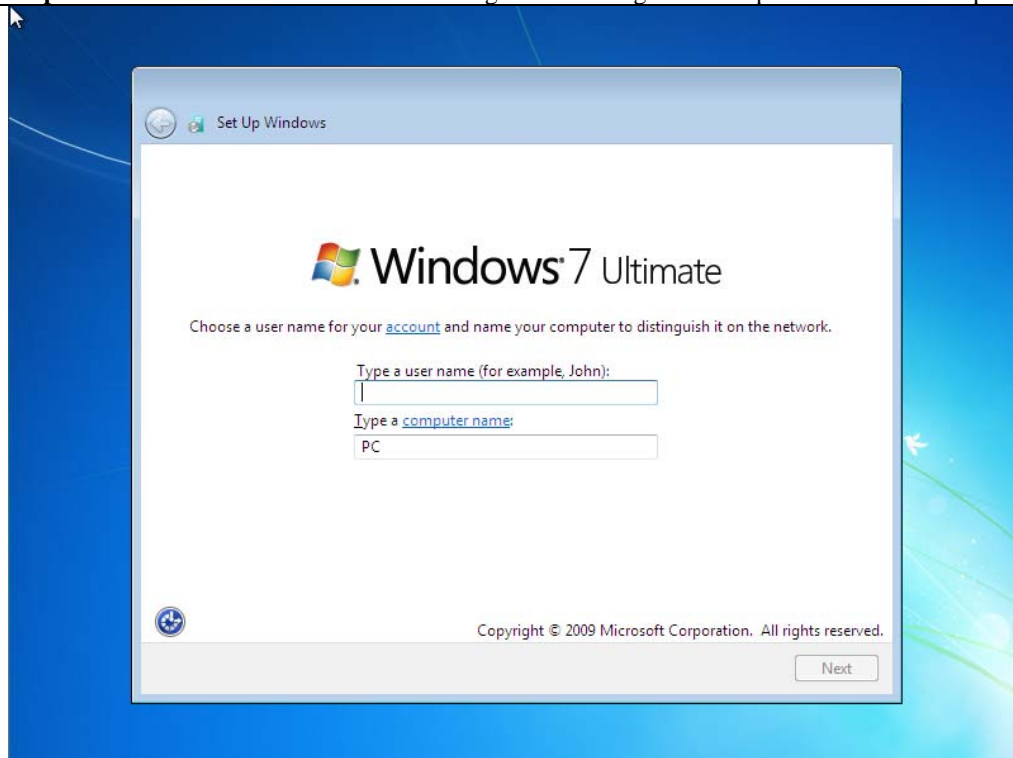 Set Up Windows
Windows 7 Ultimate
Choose a user name for your account and name your computer to distinguish it on the network.
Type a user name (for example, John):
Type a computer name:
PC
Copyright © 2009 Microsoft Corporation. All rights reserved.
Next